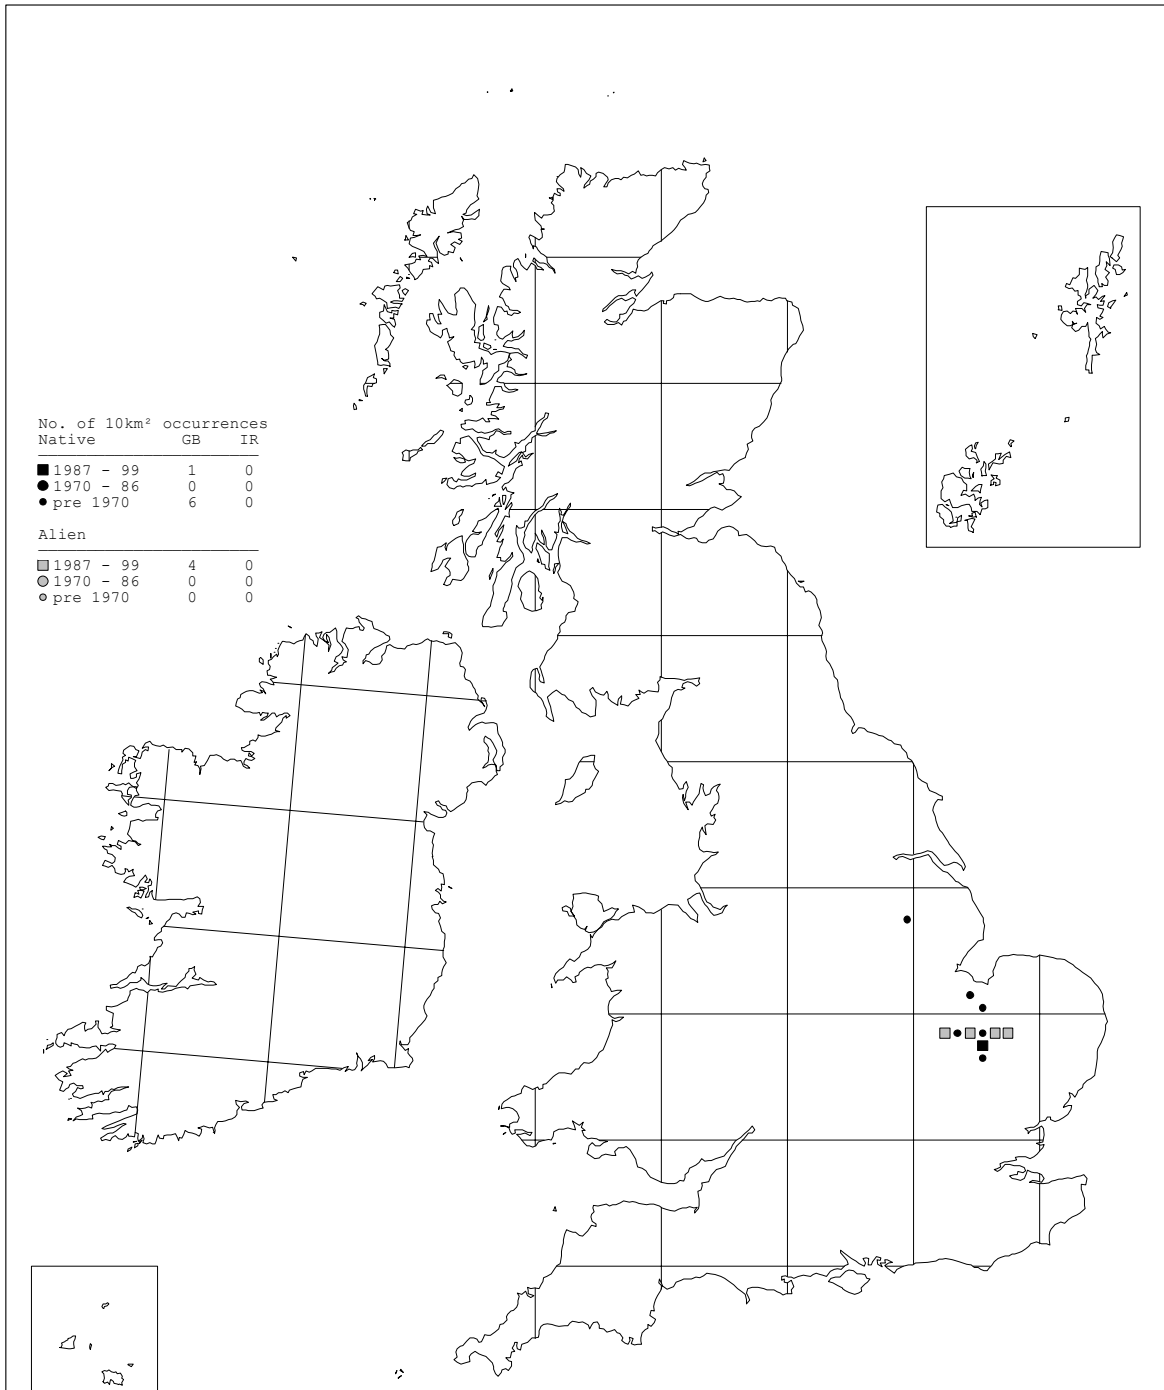 No. of 10km² occurrences
Native GB IR
1987 - 99 1 0
1970 - 86 0 0
pre 1970 6 0
Alien
1987 - 99 4 0
1970 - 86 0 0
pre 1970 0 0